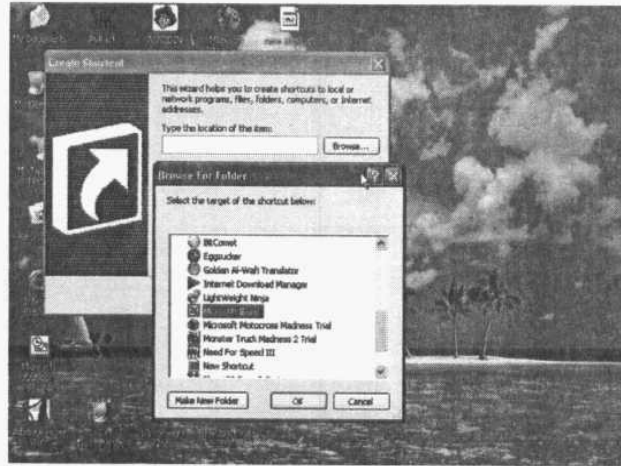 Create Shortcut
This wizard helps you to create shortcuts to local or
network programs, files, folders, computers, or Internet
addresses.
Type the location of the item:
Browse...
Browse For Folder
Select the target of the shortcut below:
BitComet
Eggsucker
Golden Al-Wafi Translator
Internet Download Manager
LightWeight Ninja
Microsoft Motocross Madness Trial
Monster Truck Madness 2 Trial
Need For Speed III
New Shortcut
Make New Folder
OK
Cancel